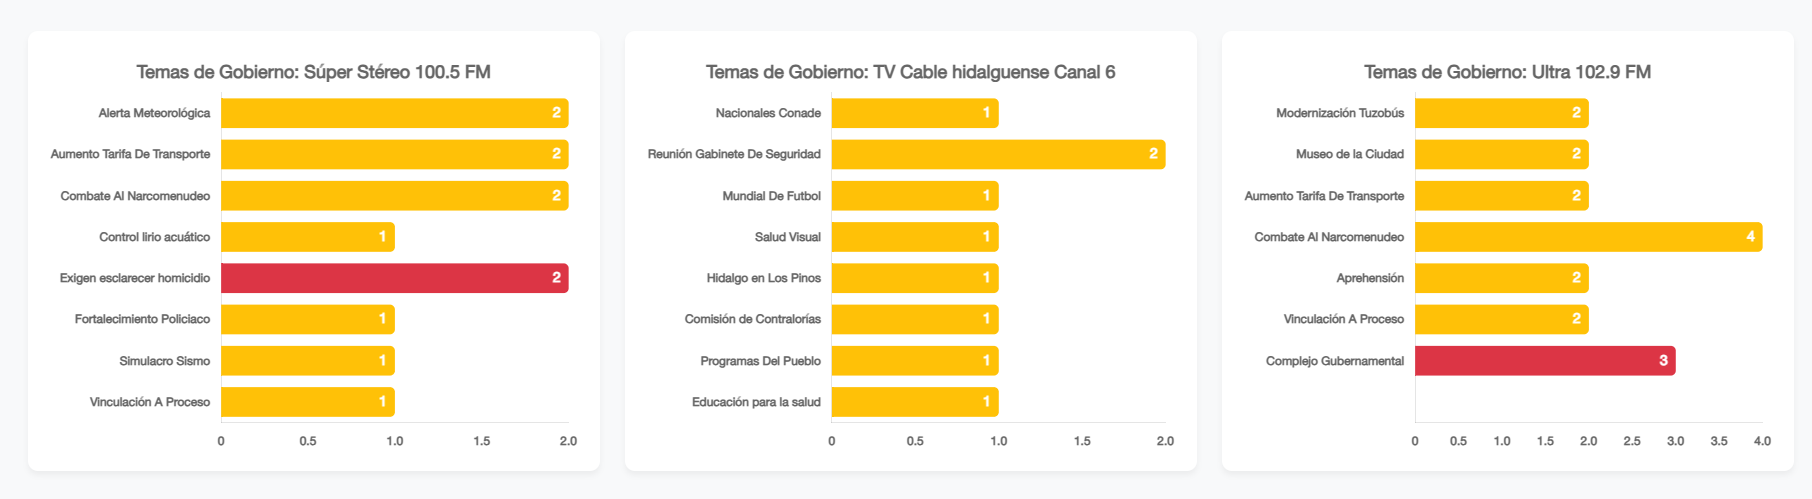 Temas de Gobierno: Súper Stéreo 100.5 FM
Alerta Meteorológica 2
Aumento Tarifa De Transporte 2
Combate Al Narcomenudeo 2
Control lirio acuático 1
Exigen esclarecer homicidio 2
Fortalecimiento Policiaco 1
Simulacro Sismo 1
Vinculación A Proceso 1
0 0.5 1.0 1.5 2.0
Temas de Gobierno: TV Cable hidalguense Canal 6
Nacionales Conade 1
Reunión Gabinete De Seguridad 2
Mundial De Futbol 1
Salud Visual 1
Hidalgo en Los Pinos 1
Comisión de Contralorías 1
Programas Del Pueblo 1
Educación para la salud 1
0 0.5 1.0 1.5 2.0
Temas de Gobierno: Ultra 102.9 FM
Modernización Tuzobús 2
Museo de la Ciudad 2
Aumento Tarifa De Transporte 2
Combate Al Narcomenudeo 4
Aprehensión 2
Vinculación A Proceso 2
Complejo Gubernamental 3
0 0.5 1.0 1.5 2.0 2.5 3.0 3.5 4.0